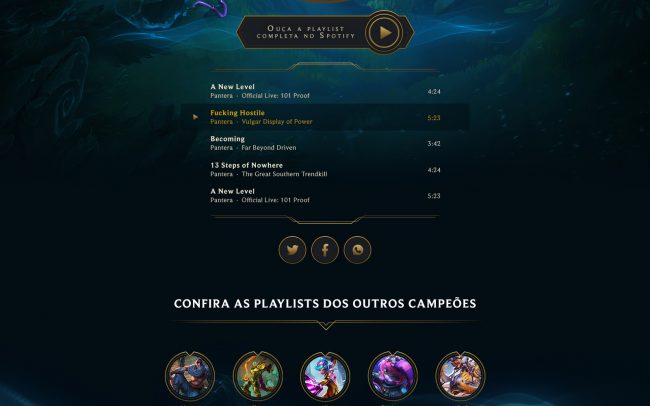 Ouça a playlist
completa no Spotify
A New Level
Pantera - Official Live: 101 Proof
4:24
Fucking Hostile
Pantera - Vulgar Display of Power
5:23
Becoming
Pantera - Far Beyond Driven
3:42
13 Steps of Nowhere
Pantera - The Great Southern Trendkill
4:24
A New Level
Pantera - Official Live: 101 Proof
5:23
CONFIRA AS PLAYLISTS DOS OUTROS CAMPEÕES